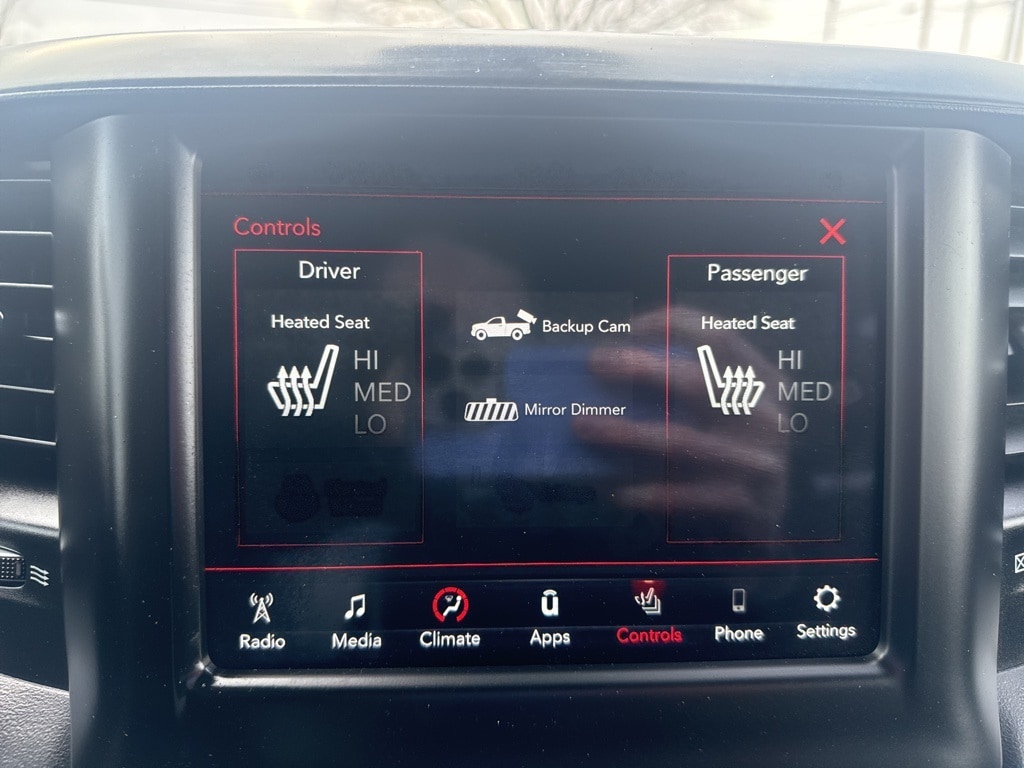 Controls
Driver
Heated Seat
HI
MED
LO
Backup Cam
Mirror Dimmer
Passenger
Heated Seat
HI
MED
LO
Radio
Media
Climate
Apps
Controls
Phone
Settings